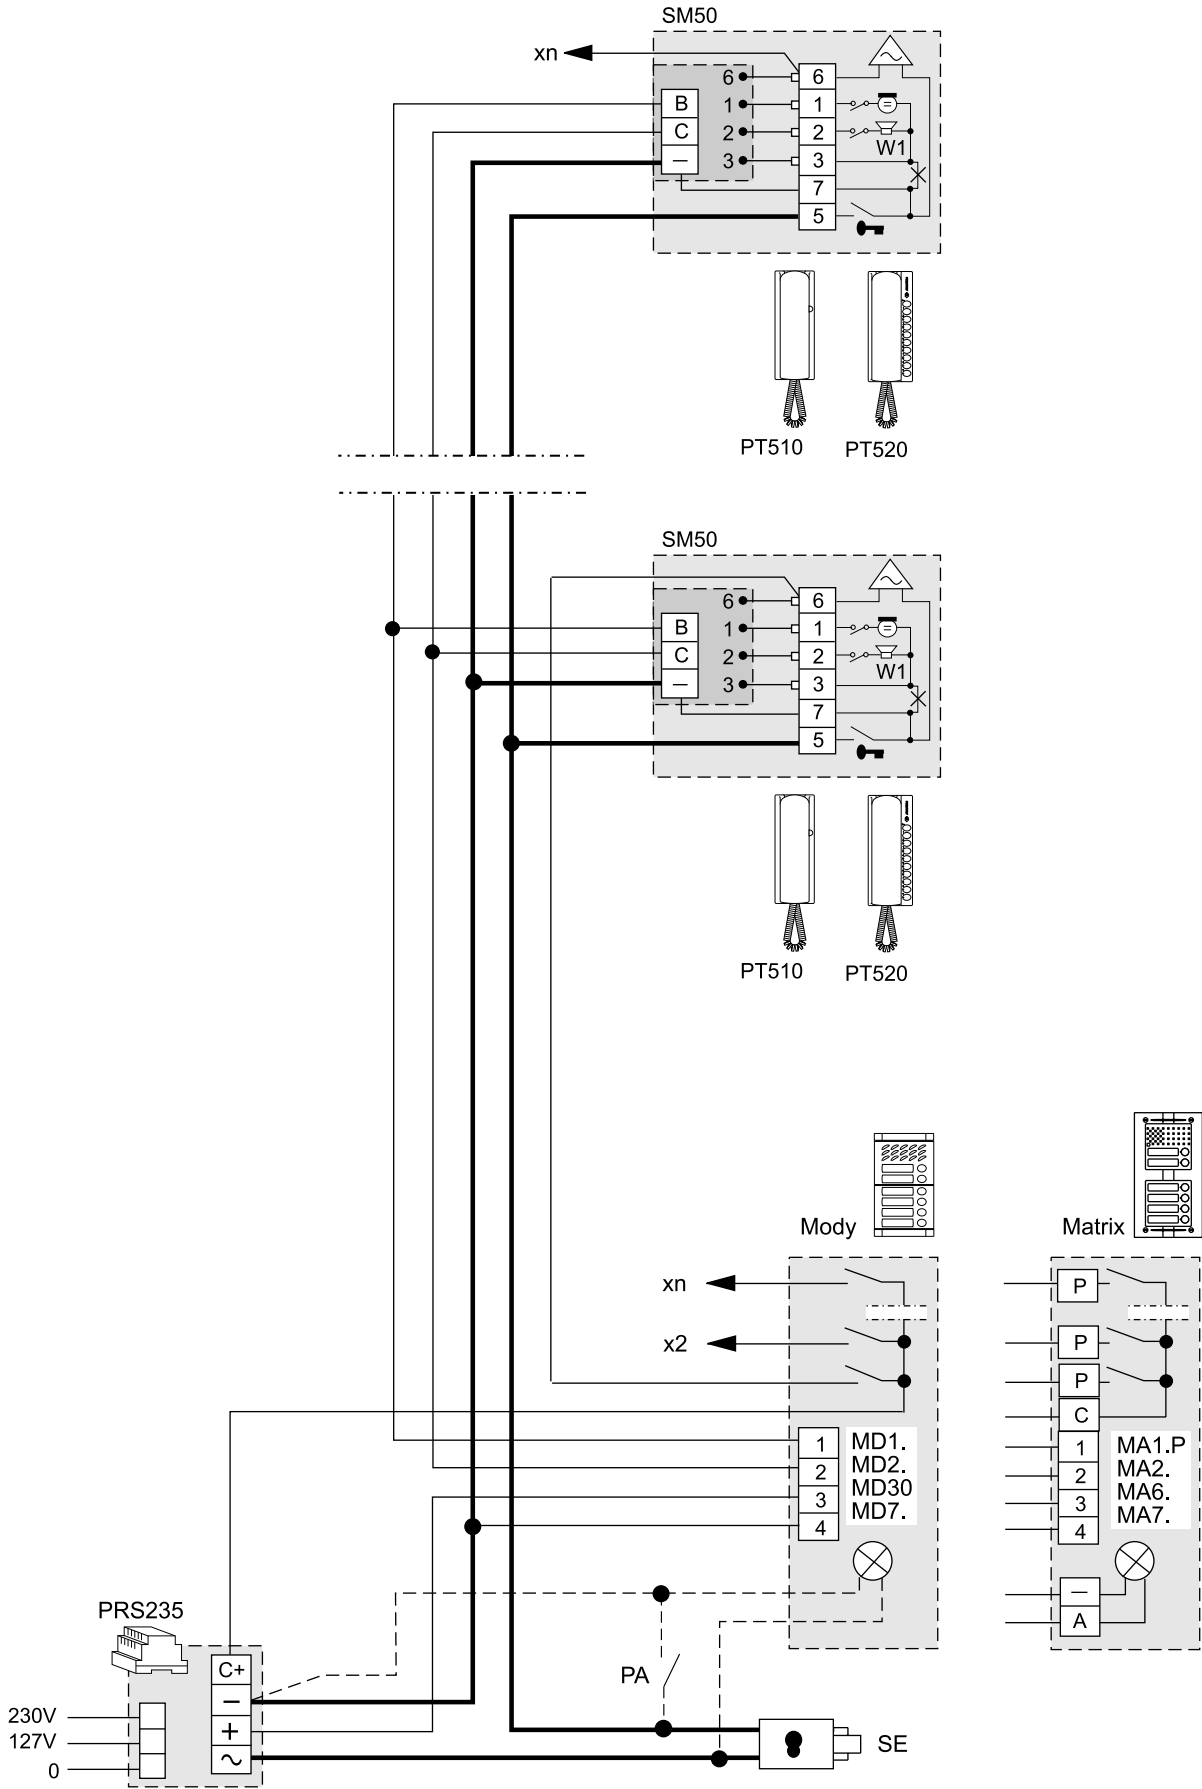 SM50
xn
6 6
B 1 1
C 2 2
W1
— 3 3
7
5
PT510 PT520
SM50
6 6
B 1 1
C 2 2
W1
— 3 3
7
5
PT510 PT520
Mody Matrix
xn P
x2 P
P
C
1 MD1. 1 MA1.P
2 MD2. 2 MA2.
3 MD30 3 MA6.
4 MD7. 4 MA7.
—
A
PRS235
C+
PA
230V −
127V +
0 ~
SE